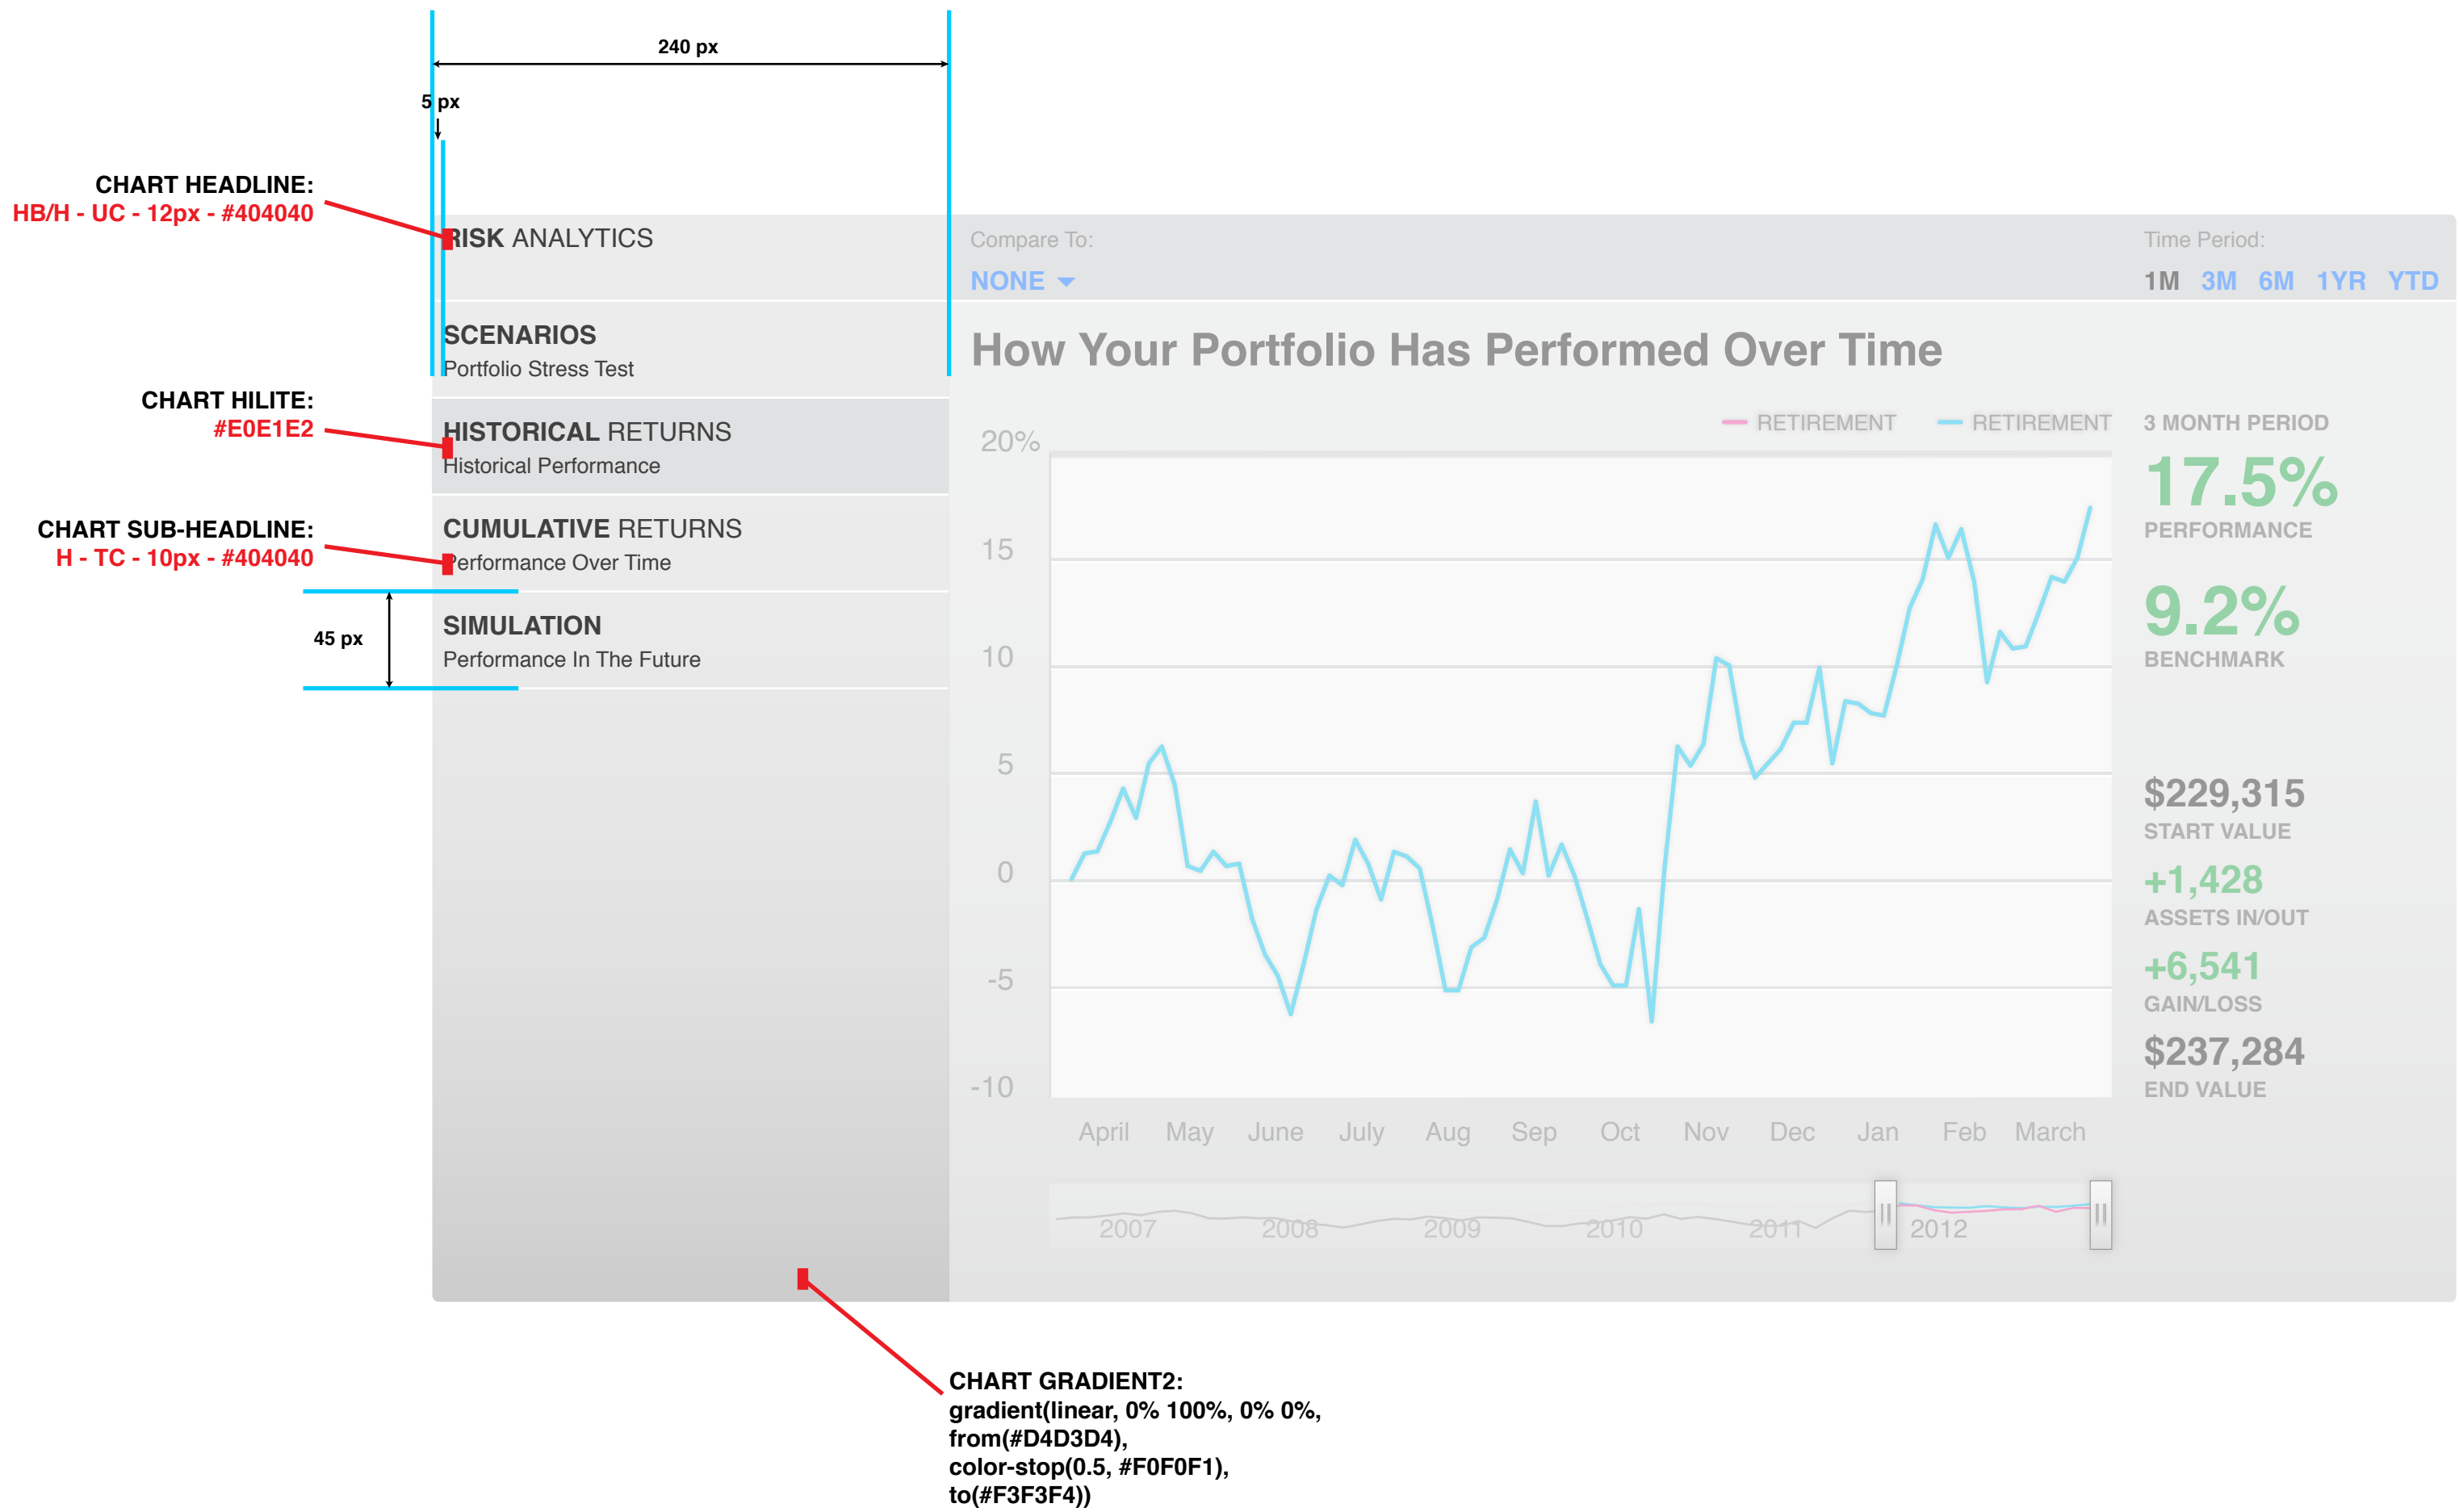 240 px
5 px
CHART HEADLINE:
HB/H - UC - 12px - #404040
RISK ANALYTICS
SCENARIOS
Portfolio Stress Test
CHART HILITE:
#E0E1E2
HISTORICAL RETURNS
Historical Performance
CHART SUB-HEADLINE:
H - TC - 10px - #404040
CUMULATIVE RETURNS
Performance Over Time
45 px
SIMULATION
Performance In The Future
Compare To:
NONE
Time Period:
1M 3M 6M 1YR YTD
How Your Portfolio Has Performed Over Time
RETIREMENT RETIREMENT
20%
15
10
5
0
-5
-10
April May June July Aug Sep Oct Nov Dec Jan Feb March
2007 2008 2009 2010 2011 2012
3 MONTH PERIOD
17.5%
PERFORMANCE
9.2%
BENCHMARK
$229,315
START VALUE
+1,428
ASSETS IN/OUT
+6,541
GAIN/LOSS
$237,284
END VALUE
CHART GRADIENT2:
gradient(linear, 0% 100%, 0% 0%,
from(#D4D3D4),
color-stop(0.5, #F0F0F1),
to(#F3F3F4))